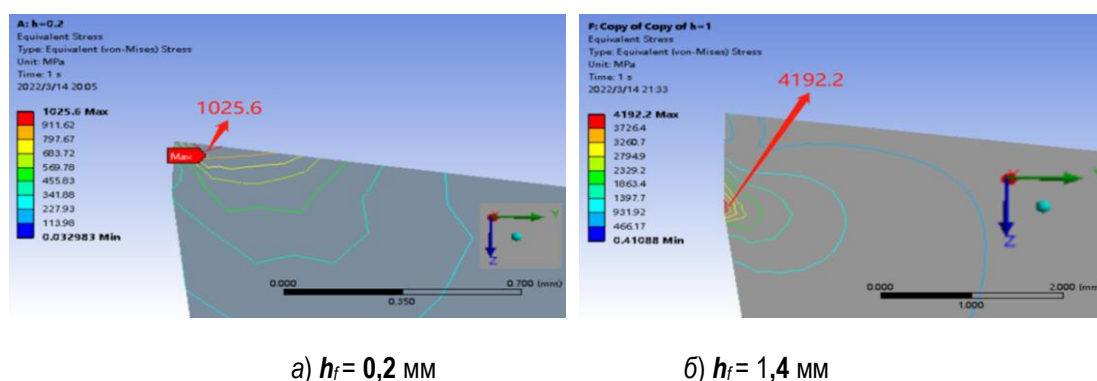 A: h=0.2
Equivalent Stress
Type: Equivalent (von-Mises) Stress
Unit: MPa
Time: 1 s
2022/3/14 20:05
1025.6 Max
911.62
797.67
683.72
569.78
455.83
341.88
227.93
113.98
0.032983 Min
1025.6
Max
Y
Z
0.000
0.700 (mm)
0.350
F: Copy of Copy of h=1
Equivalent Stress
Type: Equivalent (von-Mises) Stress
Unit: MPa
Time: 1 s
2022/3/14 21:33
4192.2 Max
3726.4
3260.7
2794.9
2329.2
1863.4
1397.7
931.92
466.17
0.41088 Min
4192.2
Y
Z
0.000
2.000 (mm)
1.000
а) hf = 0,2 мм
б) hf = 1,4 мм